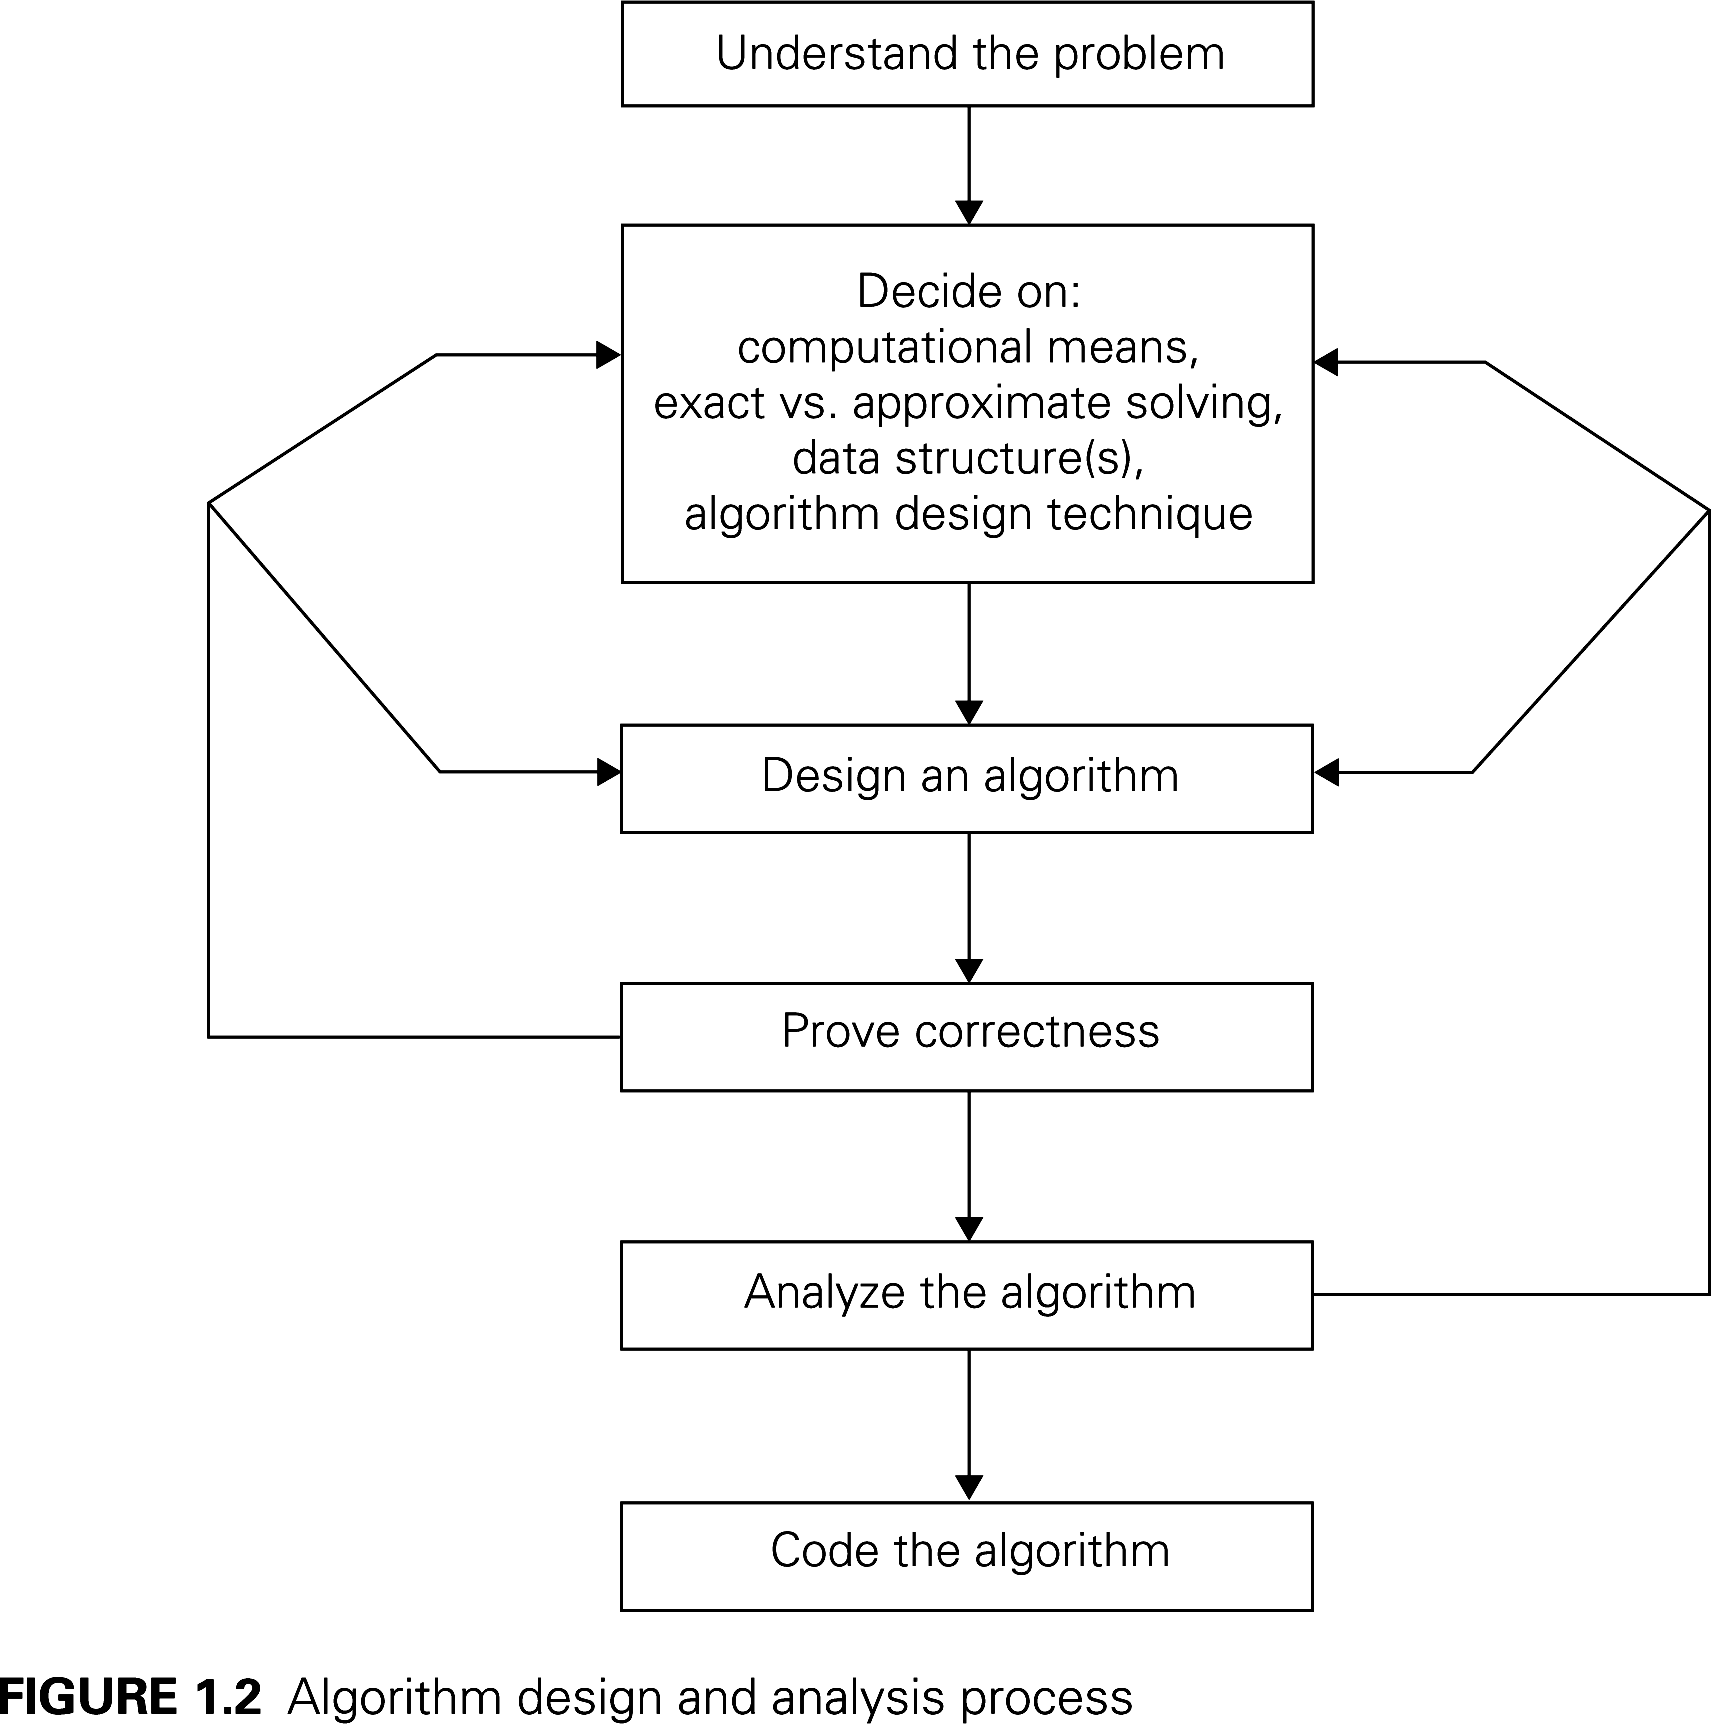 Understand the problem
Decide on:
computational means,
exact vs. approximate solving,
data structure(s),
algorithm design technique
Design an algorithm
Prove correctness
Analyze the algorithm
Code the algorithm
FIGURE 1.2 Algorithm design and analysis process